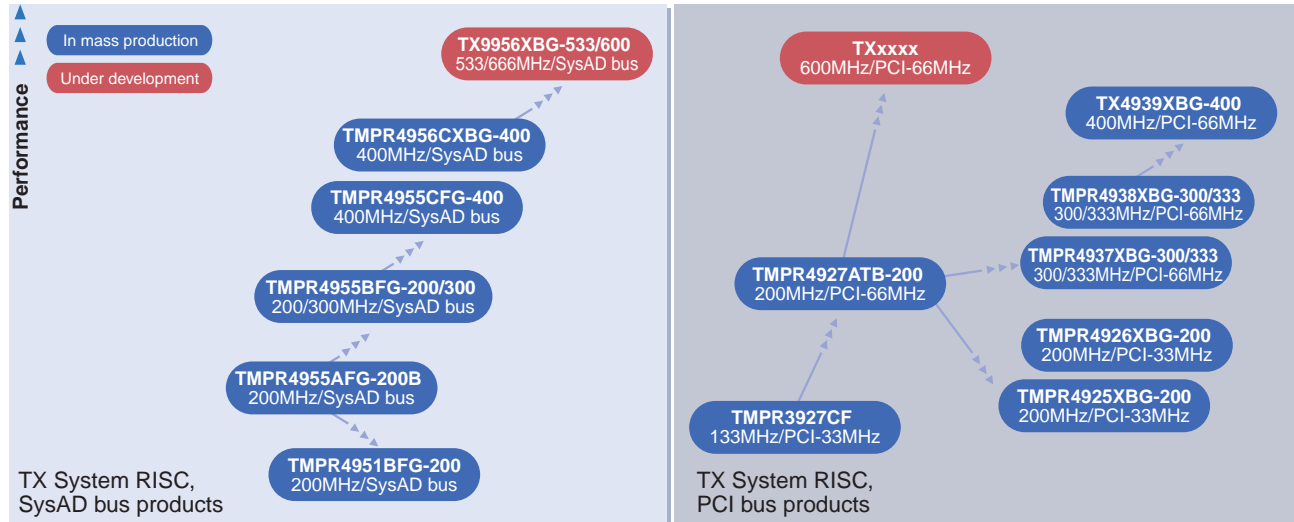 Performance
In mass production
Under development
TX9956XBG-533/600
533/666MHz/SysAD bus
TMPR4956CXBG-400
400MHz/SysAD bus
TMPR4955CFG-400
400MHz/SysAD bus
TMPR4955BFG-200/300
200/300MHz/SysAD bus
TMPR4955AFG-200B
200MHz/SysAD bus
TMPR4951BFG-200
200MHz/SysAD bus
TX System RISC,
SysAD bus products
TXxxxx
600MHz/PCI-66MHz
TX4939XBG-400
400MHz/PCI-66MHz
TMPR4938XBG-300/333
300/333MHz/PCI-66MHz
TMPR4937XBG-300/333
300/333MHz/PCI-66MHz
TMPR4927ATB-200
200MHz/PCI-66MHz
TMPR4926XBG-200
200MHz/PCI-33MHz
TMPR4925XBG-200
200MHz/PCI-33MHz
TMPR3927CF
133MHz/PCI-33MHz
TX System RISC,
PCI bus products